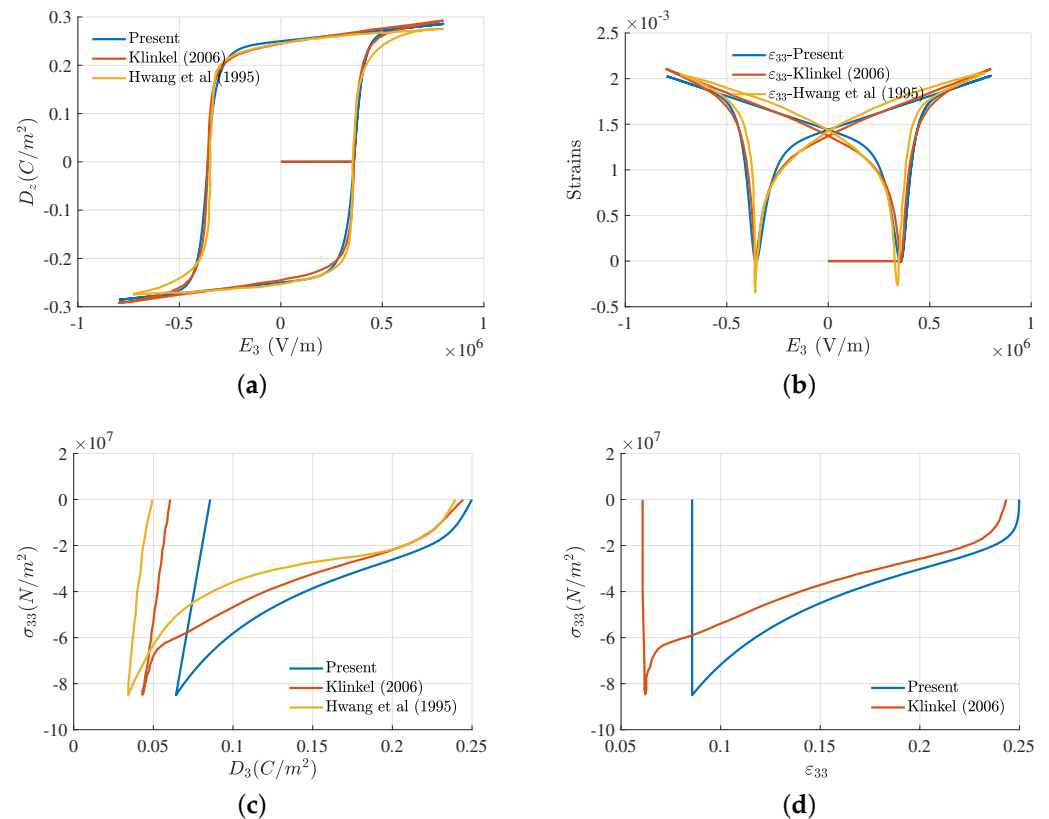 0.3
0.2
0.1
0
-0.1
-0.2
-0.3
D_z(C/m^2)
Present
Klinkel (2006)
Hwang et al (1995)
-1 -0.5 0 0.5 1
E_3 (V/m)
×10^6
(a)
×10^-3
2.5
2
1.5
1
0.5
0
-0.5
Strains
ε_33-Present
ε_33-Klinkel (2006)
ε_33-Hwang et al (1995)
-1 -0.5 0 0.5 1
E_3 (V/m)
×10^6
(b)
×10^7
2
0
-2
-4
-6
-8
-10
σ_33(N/m^2)
Present
Klinkel (2006)
Hwang et al (1995)
0 0.05 0.1 0.15 0.2 0.25
D_3(C/m^2)
(c)
×10^7
2
0
-2
-4
-6
-8
-10
σ_33(N/m^2)
Present
Klinkel (2006)
0.05 0.1 0.15 0.2 0.25
ε_33
(d)